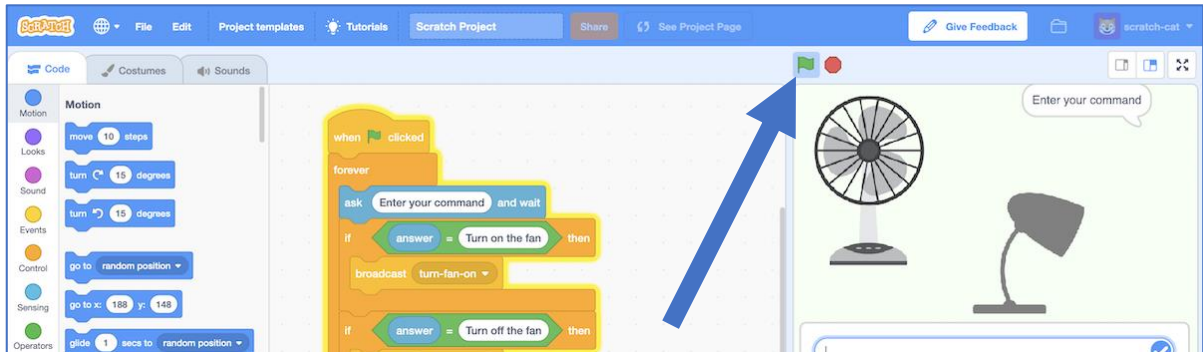 SCRATCH File Edit Project templates Tutorials Scratch Project Share See Project Page Give Feedback scratch-cat
Code Costumes Sounds
Motion
Looks
Sound
Events
Control
Sensing
Operators
Motion
move 10 steps
turn 15 degrees
turn 15 degrees
go to random position
go to x: 188 y: 148
glide 1 secs to random position
when clicked
forever
ask Enter your command and wait
if answer = Turn on the fan then
broadcast turn-fan-on
if answer = Turn off the fan then
Enter your command